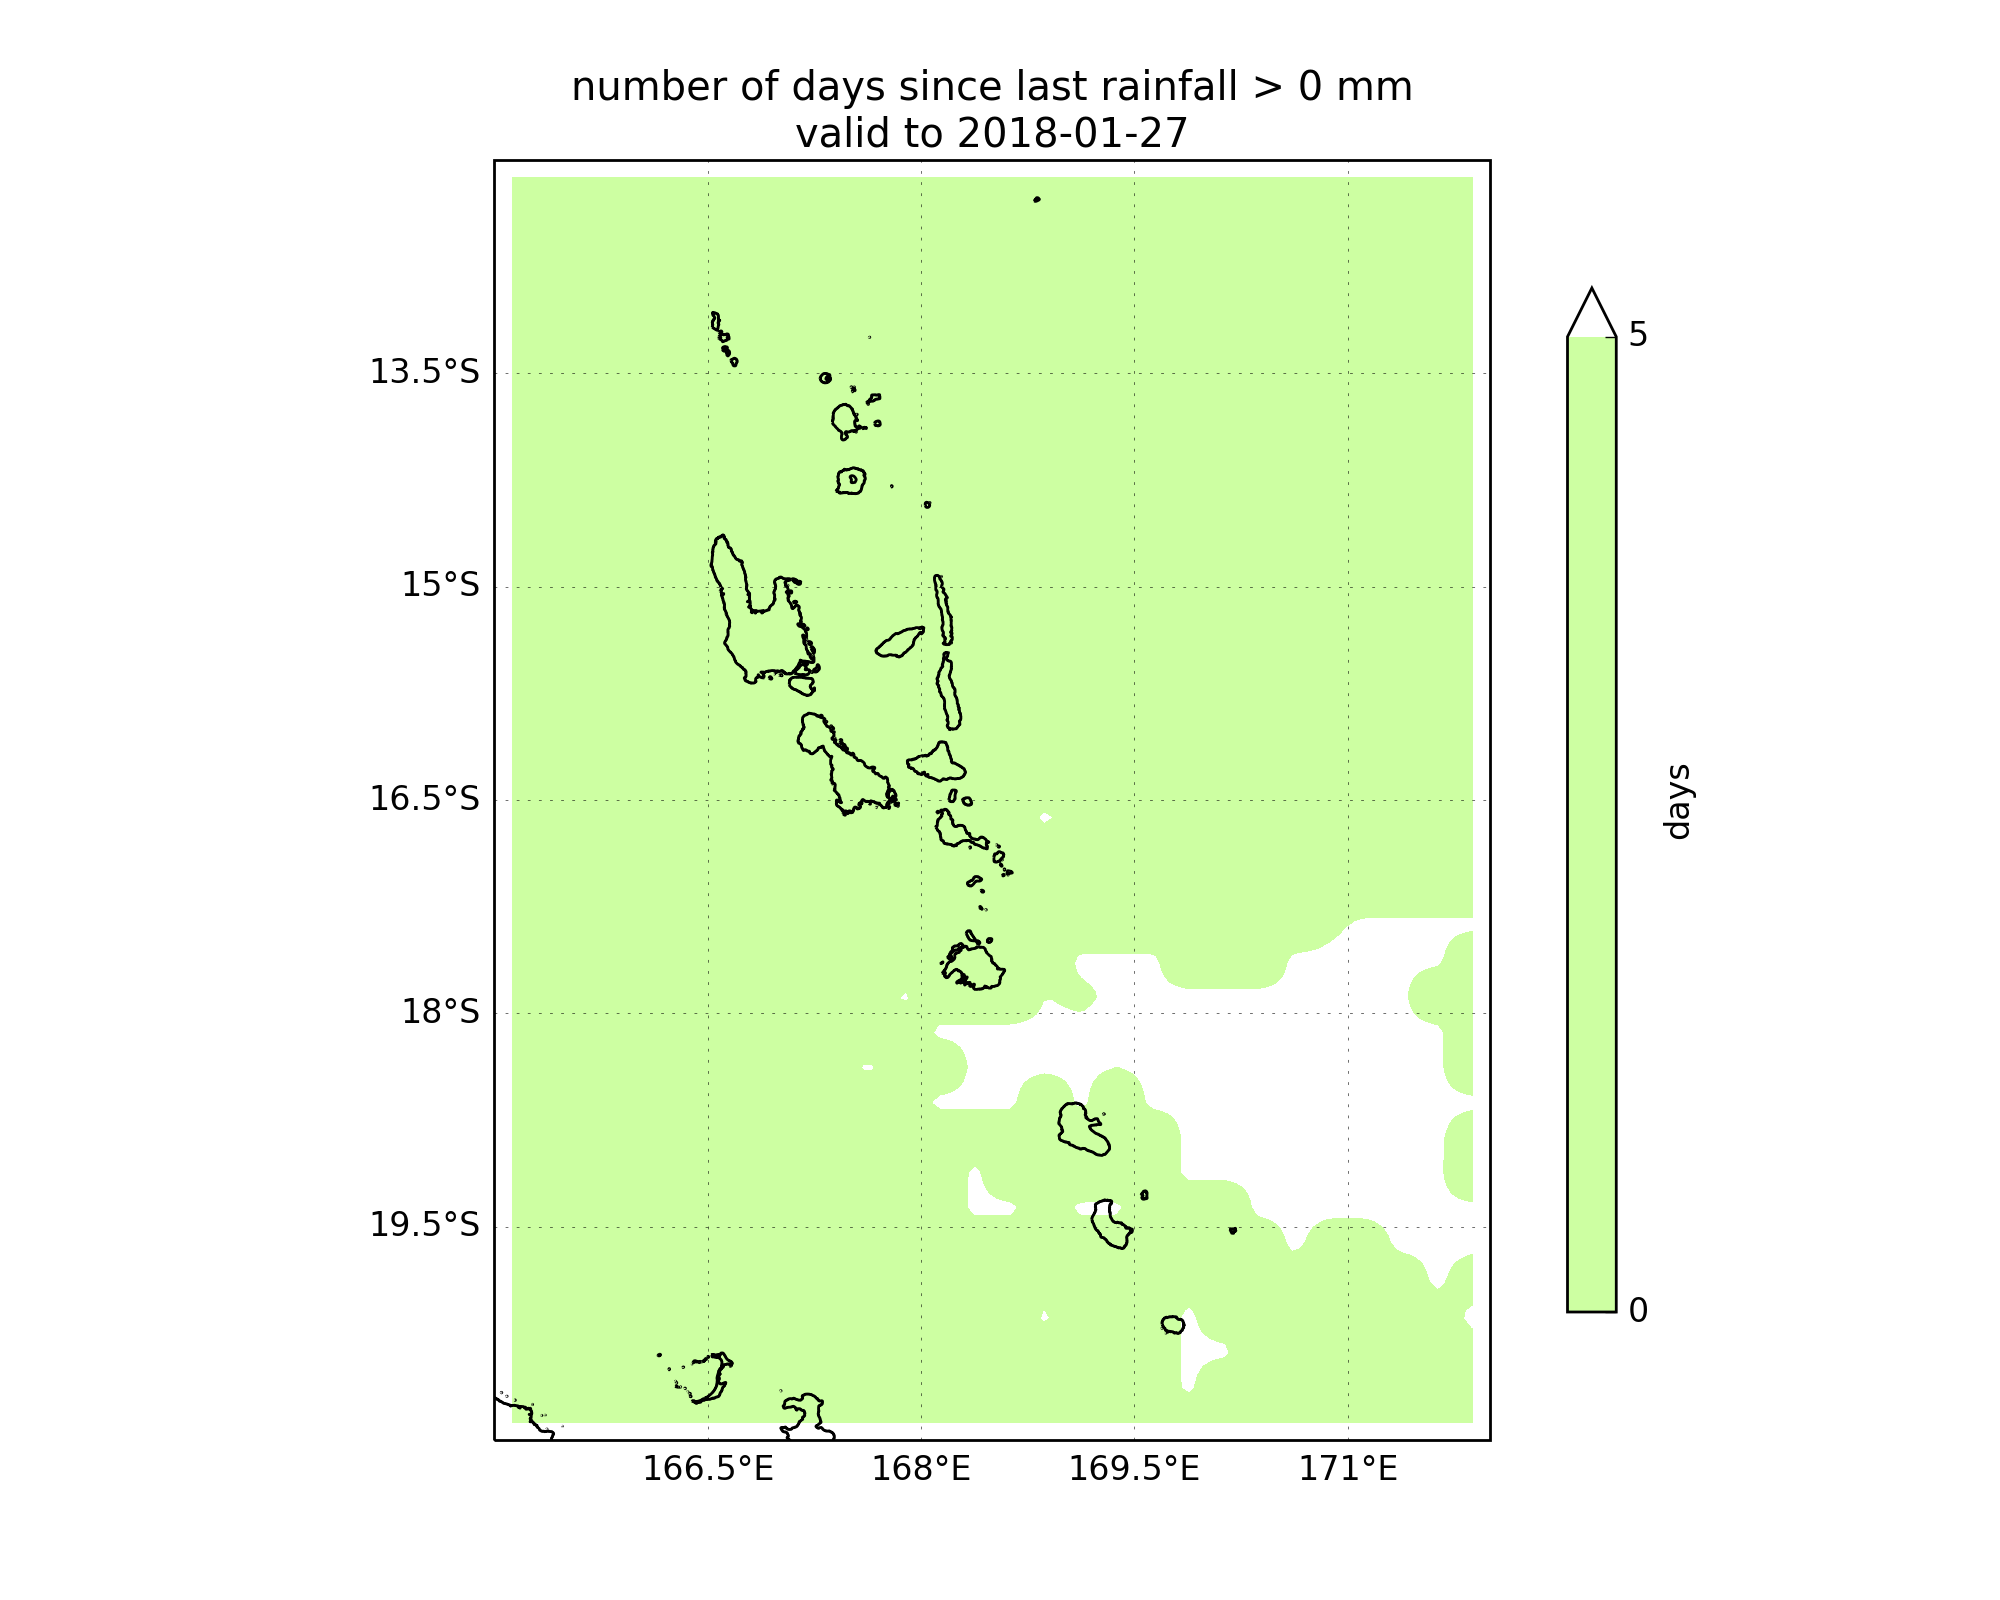 number of days since last rainfall > 0 mm
valid to 2018-01-27
13.5°S
15°S
16.5°S
18°S
19.5°S
166.5°E
168°E
169.5°E
171°E
5
0
days